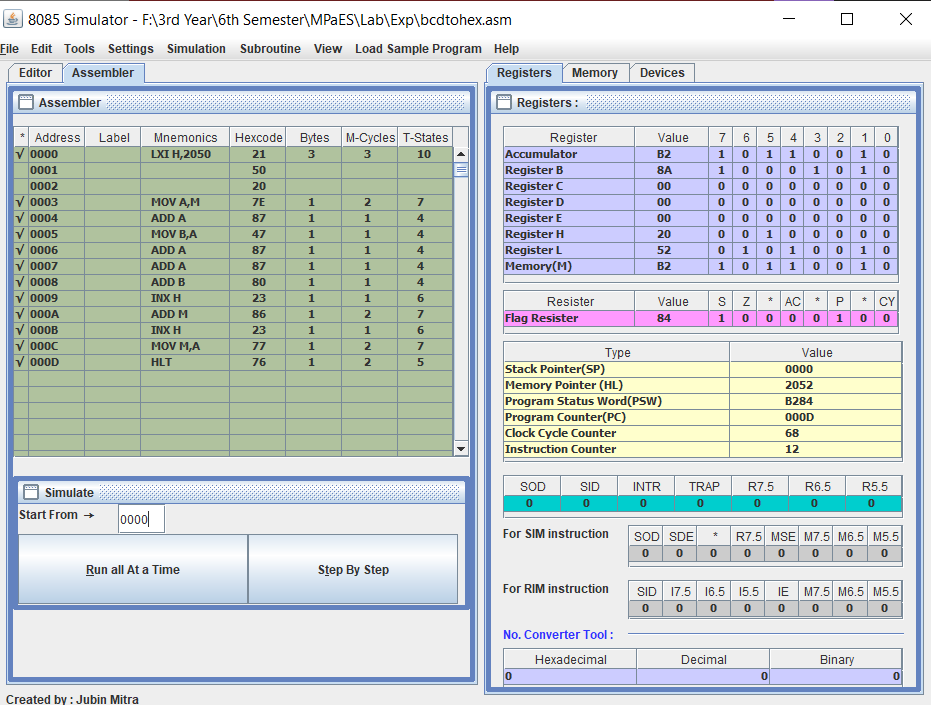 8085 Simulator - F:\3rd Year\6th Semester\MPaES\Lab\Exp\bcdtohex.asm
File Edit Tools Settings Simulation Subroutine View Load Sample Program Help
Editor Assembler
Assembler
* Address Label Mnemonics Hexcode Bytes M-Cycles T-States
√ 0000 LXI H,2050 21 3 3 10
0001 50
0002 20
√ 0003 MOV A,M 7E 1 2 7
√ 0004 ADD A 87 1 1 4
√ 0005 MOV B,A 47 1 1 4
√ 0006 ADD A 87 1 1 4
√ 0007 ADD A 87 1 1 4
√ 0008 ADD B 80 1 1 4
√ 0009 INX H 23 1 1 6
√ 000A ADD M 86 1 2 7
√ 000B INX H 23 1 1 6
√ 000C MOV M,A 77 1 2 7
√ 000D HLT 76 1 2 5
Simulate
Start From → 0000
Run all At a Time Step By Step
Created by : Jubin Mitra
Registers Memory Devices
Registers :
Register Value 7 6 5 4 3 2 1 0
Accumulator B2 1 0 1 1 0 0 1 0
Register B 8A 1 0 0 0 1 0 1 0
Register C 00 0 0 0 0 0 0 0 0
Register D 00 0 0 0 0 0 0 0 0
Register E 00 0 0 0 0 0 0 0 0
Register H 20 0 0 1 0 0 0 0 0
Register L 52 0 1 0 1 0 0 1 0
Memory(M) B2 1 0 1 1 0 0 1 0
Resister Value S Z * AC * P * CY
Flag Resister 84 1 0 0 0 0 1 0 0
Type Value
Stack Pointer(SP) 0000
Memory Pointer (HL) 2052
Program Status Word(PSW) B284
Program Counter(PC) 000D
Clock Cycle Counter 68
Instruction Counter 12
SOD SID INTR TRAP R7.5 R6.5 R5.5
0 0 0 0 0 0 0
For SIM instruction SOD SDE * R7.5 MSE M7.5 M6.5 M5.5
0 0 0 0 0 0 0 0
For RIM instruction SID I7.5 I6.5 I5.5 IE M7.5 M6.5 M5.5
0 0 0 0 0 0 0 0
No. Converter Tool :
Hexadecimal Decimal Binary
0 0 0